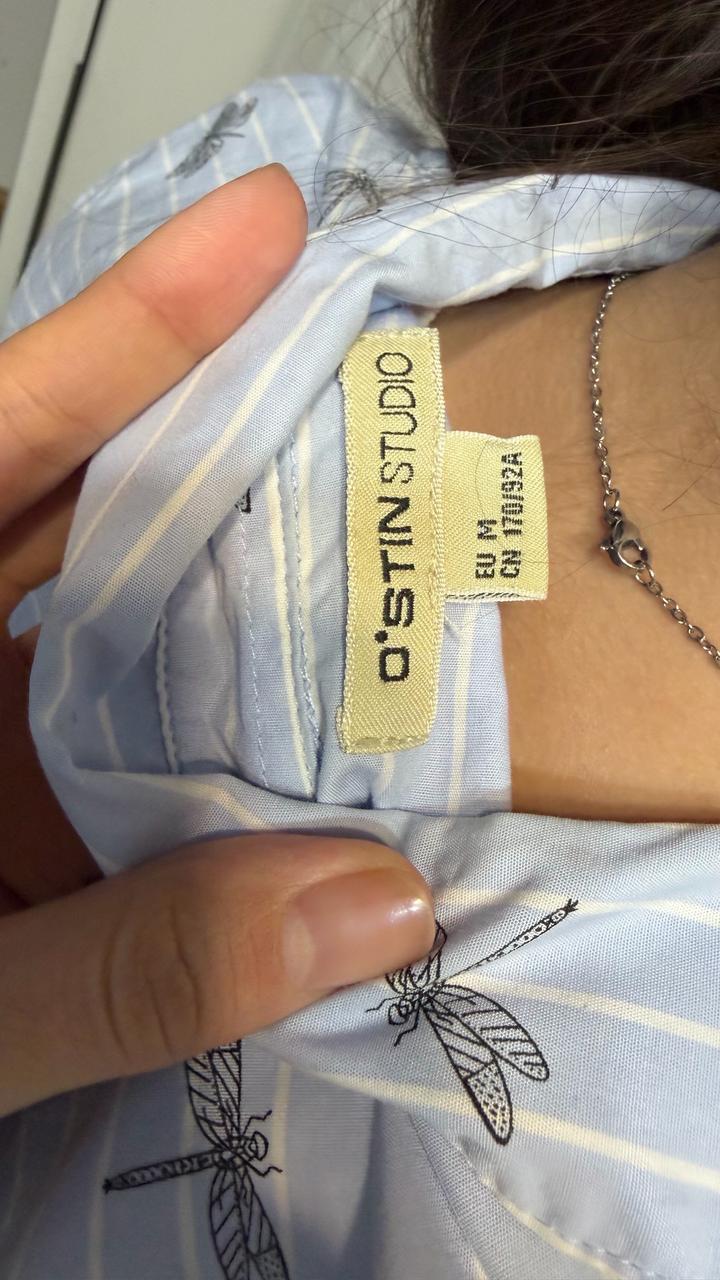 O'STIN STUDIO
EU M
CN 170/92A